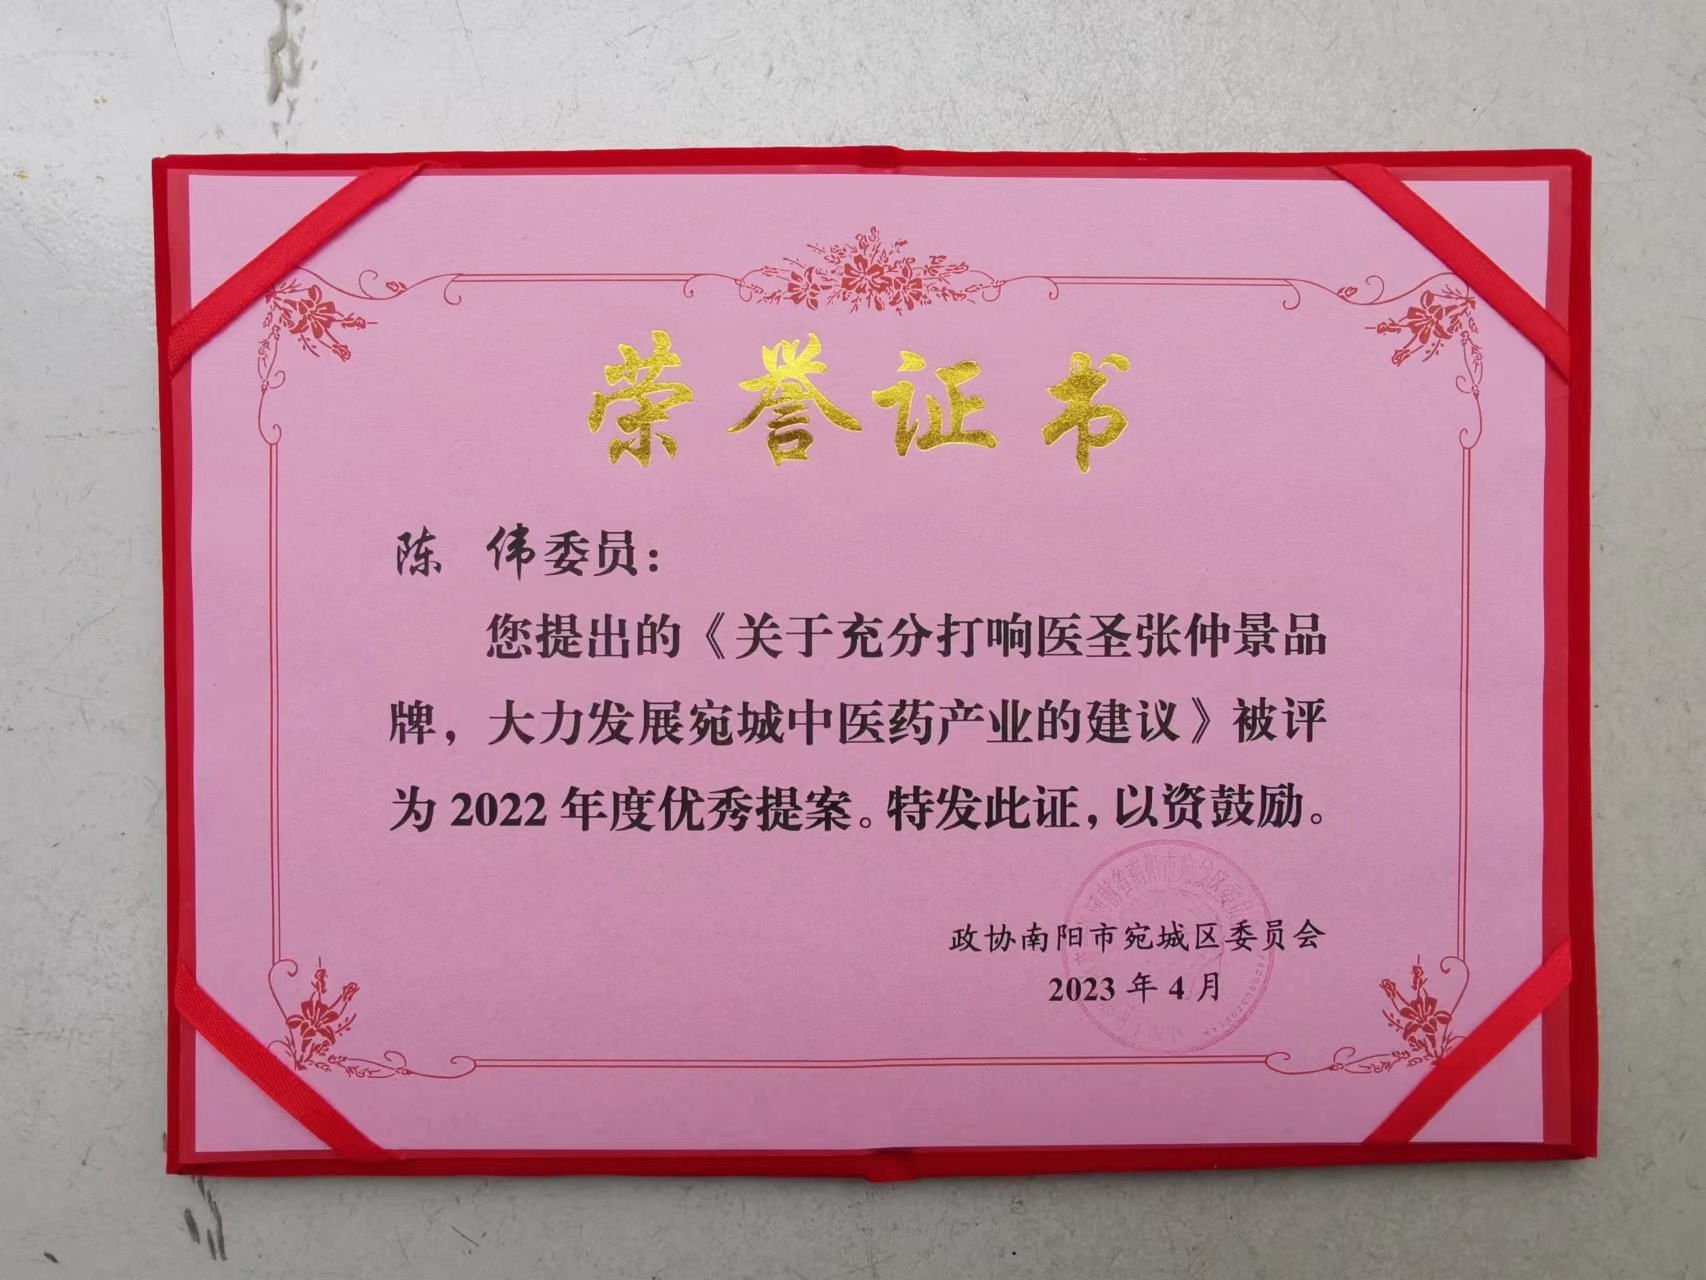 荣誉证书
陈 伟委员：
您提出的《关于充分打响医圣张仲景品
牌，大力发展宛城中医药产业的建议》被评
为 2022 年度优秀提案。特发此证，以资鼓励。
政协南阳市宛城区委员会
2023 年 4 月